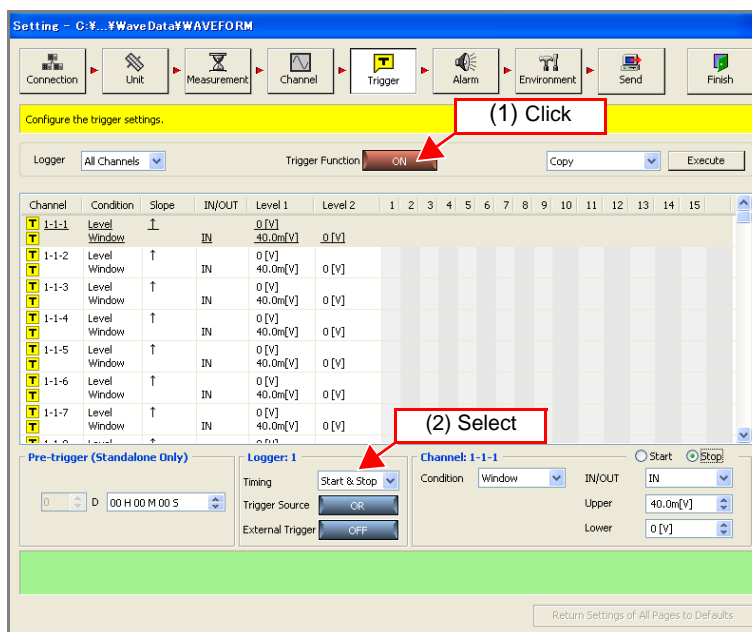 Setting - C:¥...¥WaveData¥WAVEFORM
Connection Unit Measurement Channel Trigger Alarm Environment Send Finish
Configure the trigger settings.
(1) Click
Logger All Channels Trigger Function ON Copy Execute
Channel Condition Slope IN/OUT Level 1 Level 2 1 2 3 4 5 6 7 8 9 10 11 12 13 14 15
T 1-1-1 Level ↑ 0 [V]
T Window IN 40.0m[V] 0 [V]
T 1-1-2 Level ↑ 0 [V]
T Window IN 40.0m[V] 0 [V]
T 1-1-3 Level ↑ 0 [V]
T Window IN 40.0m[V] 0 [V]
T 1-1-4 Level ↑ 0 [V]
T Window IN 40.0m[V] 0 [V]
T 1-1-5 Level ↑ 0 [V]
T Window IN 40.0m[V] 0 [V]
T 1-1-6 Level ↑ 0 [V]
T Window IN 40.0m[V] 0 [V]
T 1-1-7 Level ↑ 0 [V]
T Window IN 40.0m[V] 0 [V]
(2) Select
Pre-trigger (Standalone Only)
0 D 00 H 00 M 00 S
Logger: 1
Timing Start & Stop
Trigger Source OR
External Trigger OFF
Channel: 1-1-1 Start Stop
Condition Window IN/OUT IN
Upper 40.0m[V]
Lower 0 [V]
Return Settings of All Pages to Defaults